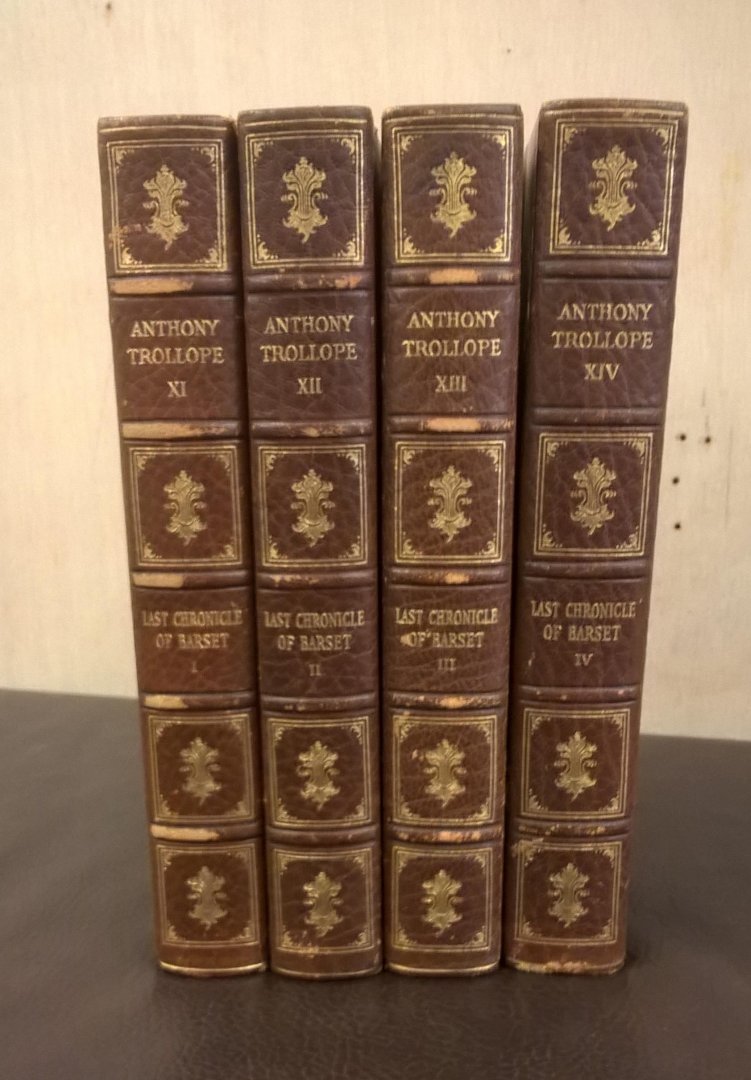 ANTHONY
TROLLOPE
XI
LAST CHRONICLE
OF BARSET
I
ANTHONY
TROLLOPE
XII
LAST CHRONICLE
OF BARSET
II
ANTHONY
TROLLOPE
XIII
LAST CHRONICLE
OF BARSET
III
ANTHONY
TROLLOPE
XIV
LAST CHRONICLE
OF BARSET
IV